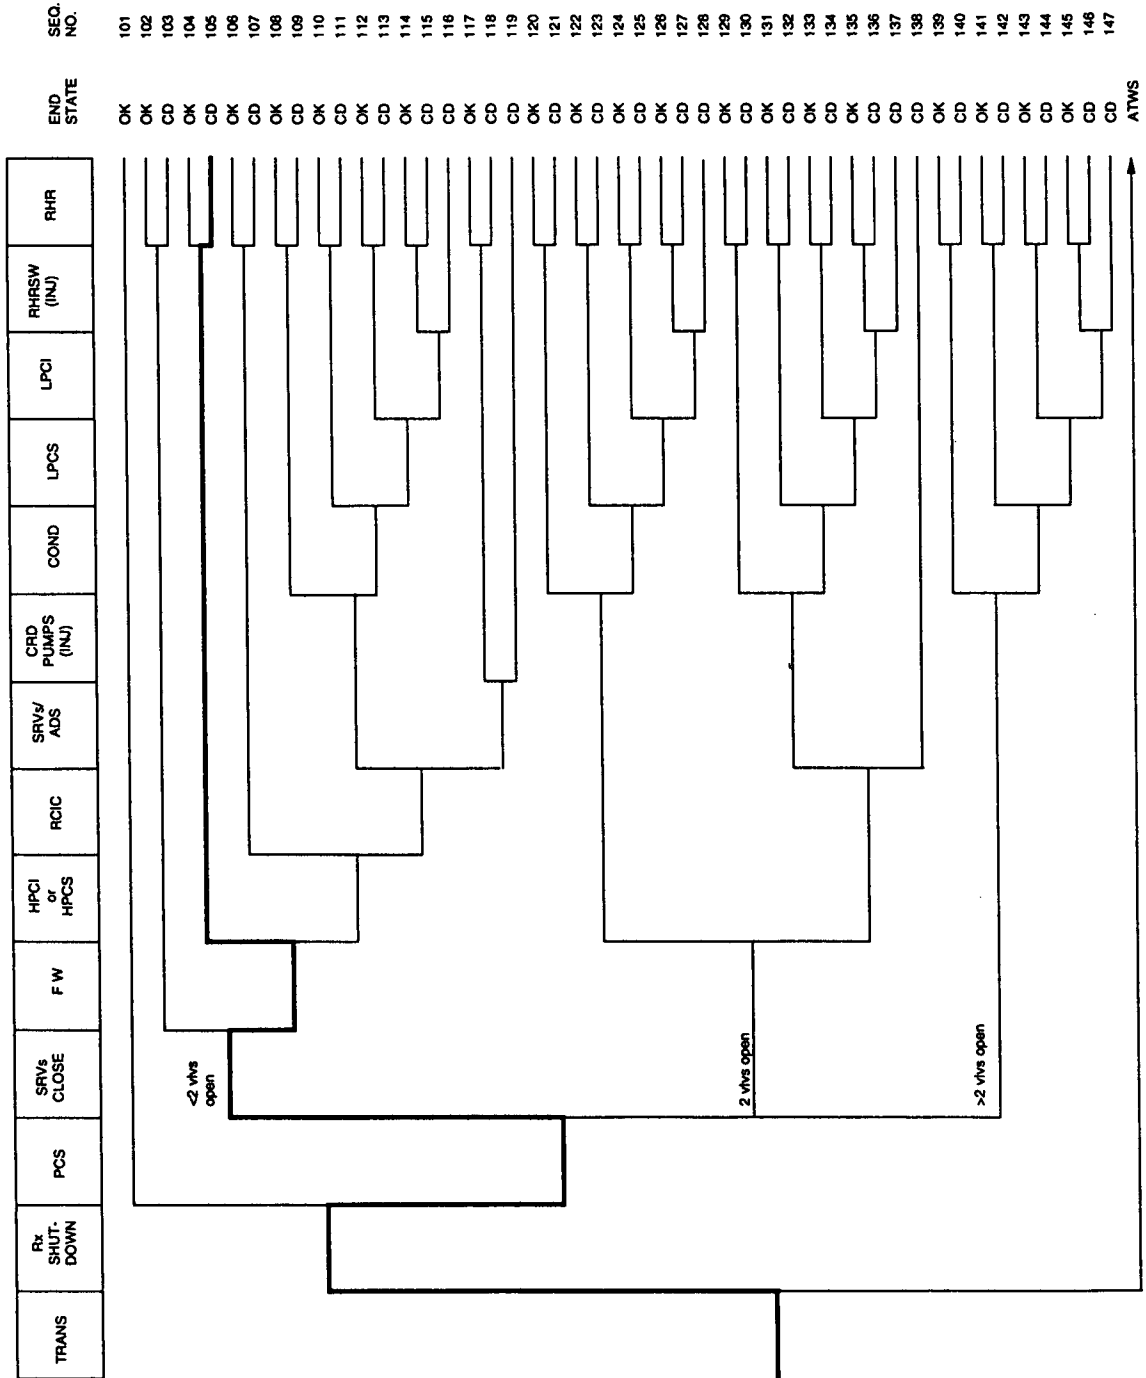 TRANS
Rx
SHUT-
DOWN
PCS
SRVs
CLOSE
F W
HPCI
or
HPCS
RCIC
SRVs/
ADS
CRD
PUMPS
(INJ)
COND
LPCS
LPCI
RHRSW
(INJ)
RHR
END
STATE
SEQ.
NO.
OK 101
OK 102
CD 103
OK 104
CD 105
OK 106
CD 107
OK 108
CD 109
OK 110
CD 111
OK 112
CD 113
OK 114
CD 115
CD 116
OK 117
CD 118
CD 119
OK 120
CD 121
OK 122
CD 123
OK 124
CD 125
OK 126
CD 127
CD 128
OK 129
CD 130
OK 131
CD 132
OK 133
CD 134
OK 135
CD 136
CD 137
CD 138
OK 139
CD 140
OK 141
CD 142
OK 143
CD 144
OK 145
CD 146
CD 147
ATWS
<2 vlvs
open
2 vlvs open
>2 vlvs open